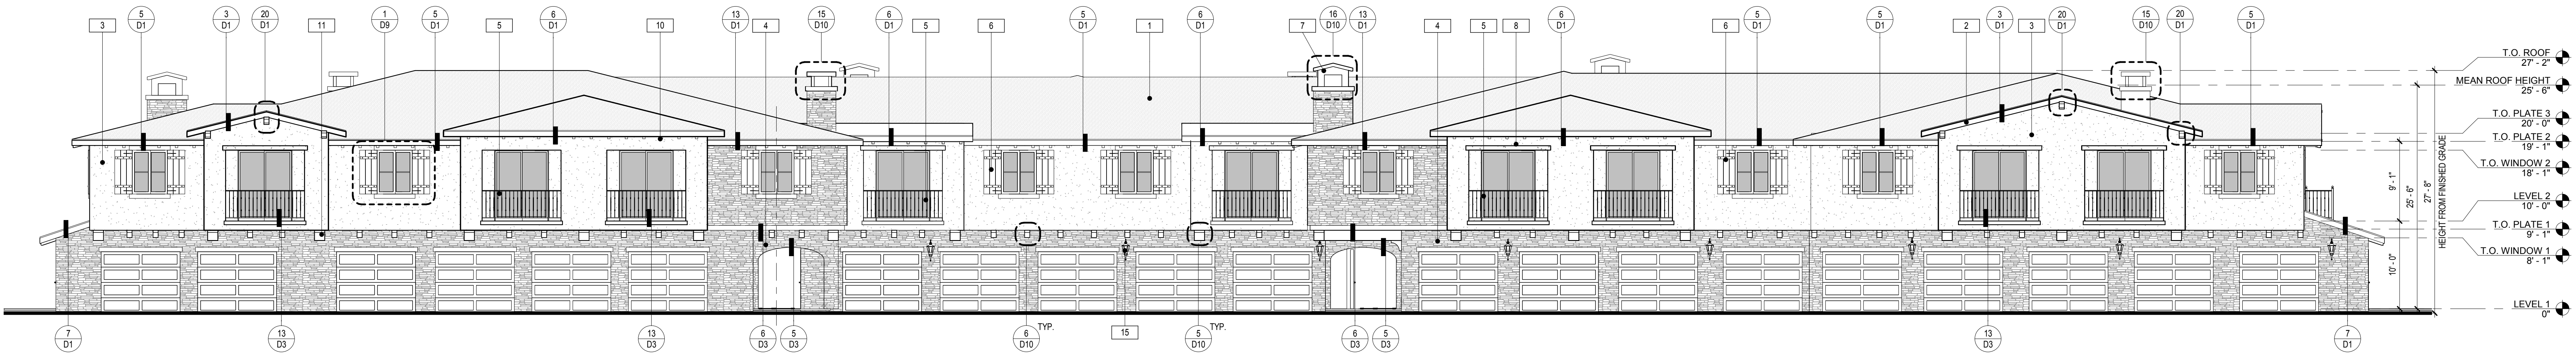 3
5
D1
3
D1
20
D1
11
1
D9
5
D1
5
6
D1
10
13
D1
4
15
D10
6
D1
5
6
5
D1
1
6
D1
7
16
D10
13
D1
4
5
8
6
D1
6
5
D1
5
D1
2
3
D1
3
20
D1
15
D10
20
D1
5
D1
T.O. ROOF
27' - 2"
MEAN ROOF HEIGHT
25' - 6"
T.O. PLATE 3
20' - 0"
T.O. PLATE 2
19' - 1"
T.O. WINDOW 2
18' - 1"
LEVEL 2
10' - 0"
T.O. PLATE 1
9' - 1"
T.O. WINDOW 1
8' - 1"
LEVEL 1
0"
9' - 1"
10' - 0"
25' - 6"
27' - 8"
HEIGHT FROM FINISHED GRADE
7
D1
13
D3
13
D3
6
D3
5
D3
6
D10
TYP.
15
5
D10
TYP.
6
D3
5
D3
13
D3
7
D1